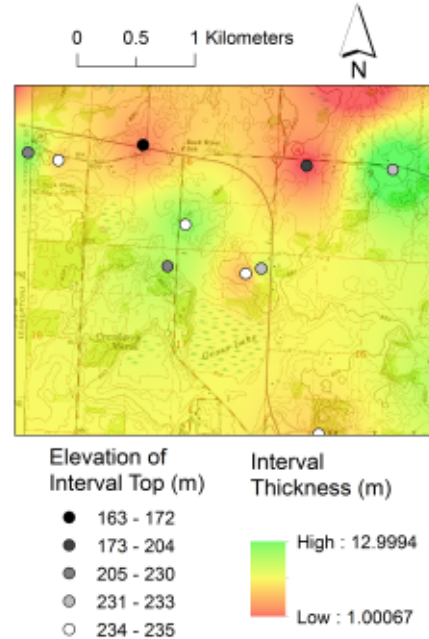 0 0.5 1 Kilometers
N
Elevation of
Interval Top (m)
163 - 172
173 - 204
205 - 230
231 - 233
234 - 235
Interval
Thickness (m)
High : 12.9994
Low : 1.00067